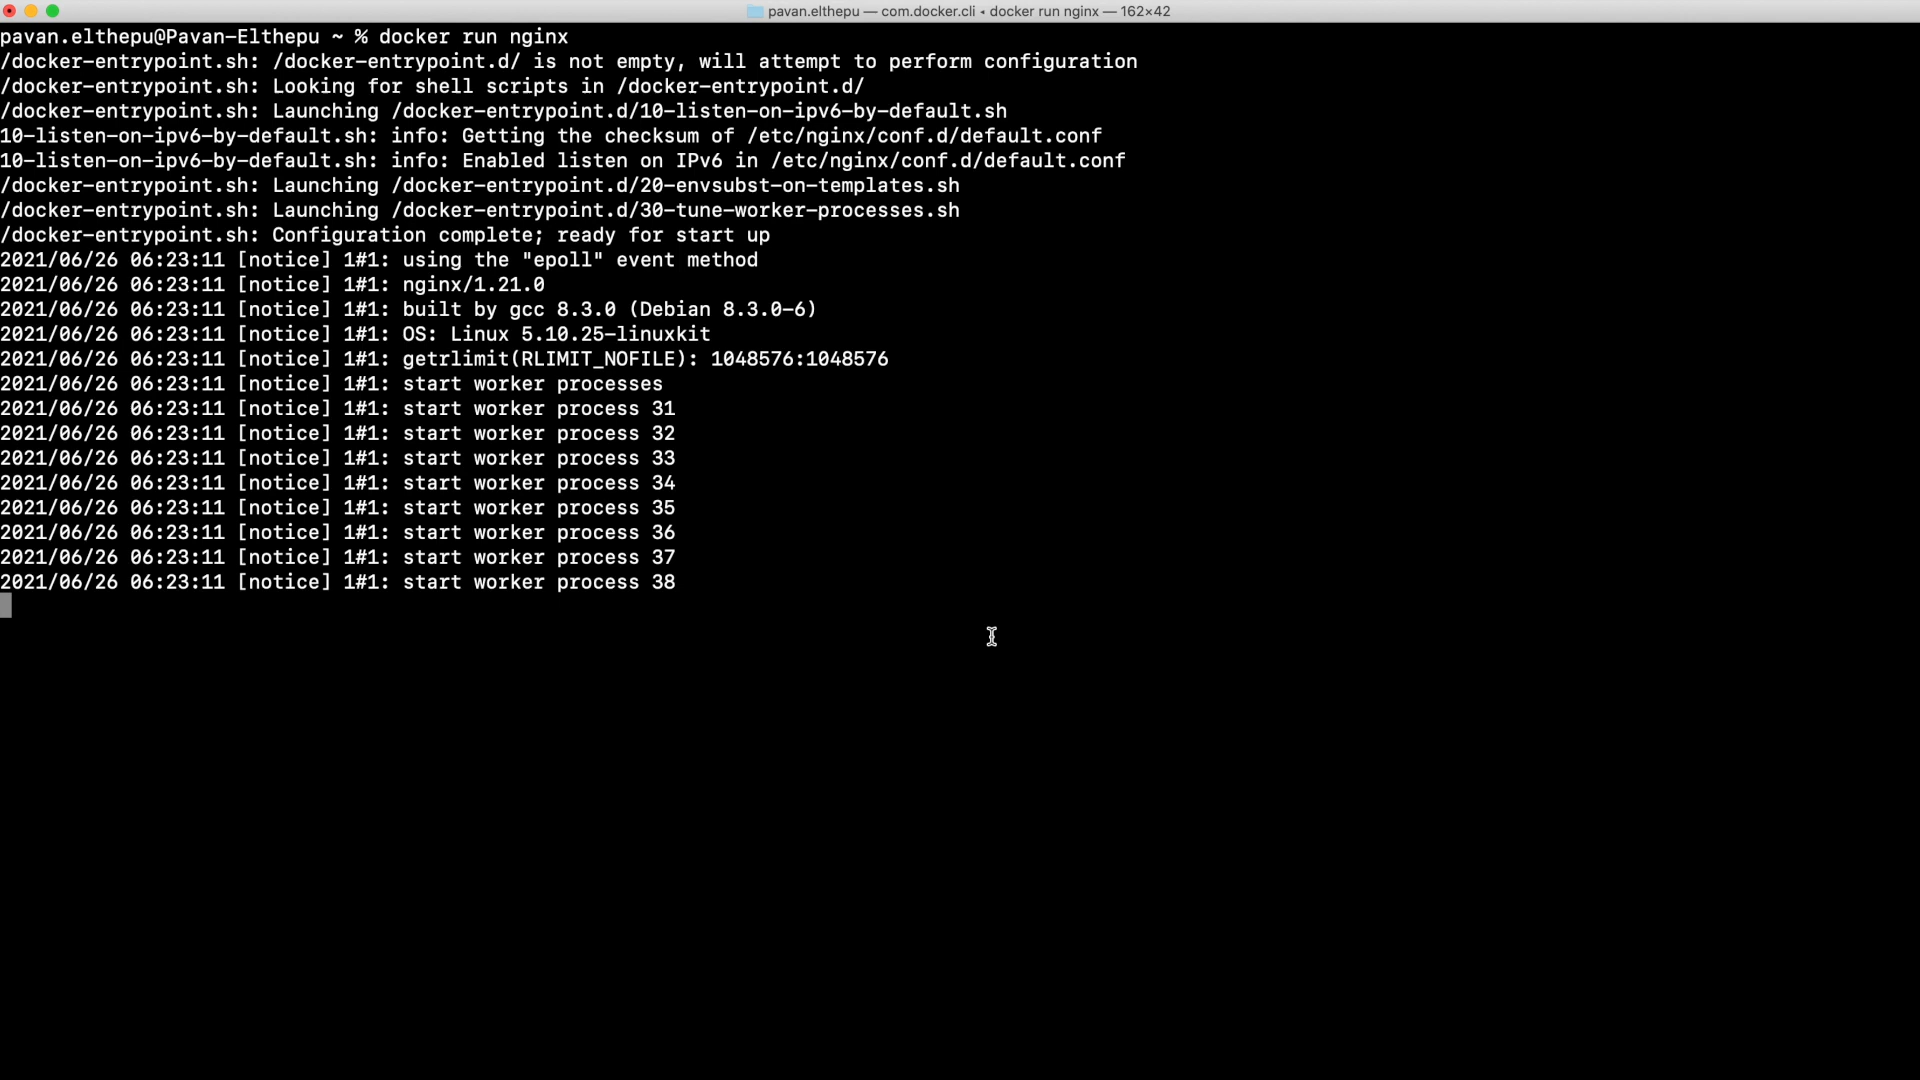 pavan.elthepu — com.docker.cli ◂ docker run nginx — 162×42
pavan.elthepu@Pavan-Elthepu ~ % docker run nginx
/docker-entrypoint.sh: /docker-entrypoint.d/ is not empty, will attempt to perform configuration
/docker-entrypoint.sh: Looking for shell scripts in /docker-entrypoint.d/
/docker-entrypoint.sh: Launching /docker-entrypoint.d/10-listen-on-ipv6-by-default.sh
10-listen-on-ipv6-by-default.sh: info: Getting the checksum of /etc/nginx/conf.d/default.conf
10-listen-on-ipv6-by-default.sh: info: Enabled listen on IPv6 in /etc/nginx/conf.d/default.conf
/docker-entrypoint.sh: Launching /docker-entrypoint.d/20-envsubst-on-templates.sh
/docker-entrypoint.sh: Launching /docker-entrypoint.d/30-tune-worker-processes.sh
/docker-entrypoint.sh: Configuration complete; ready for start up
2021/06/26 06:23:11 [notice] 1#1: using the "epoll" event method
2021/06/26 06:23:11 [notice] 1#1: nginx/1.21.0
2021/06/26 06:23:11 [notice] 1#1: built by gcc 8.3.0 (Debian 8.3.0-6)
2021/06/26 06:23:11 [notice] 1#1: OS: Linux 5.10.25-linuxkit
2021/06/26 06:23:11 [notice] 1#1: getrlimit(RLIMIT_NOFILE): 1048576:1048576
2021/06/26 06:23:11 [notice] 1#1: start worker processes
2021/06/26 06:23:11 [notice] 1#1: start worker process 31
2021/06/26 06:23:11 [notice] 1#1: start worker process 32
2021/06/26 06:23:11 [notice] 1#1: start worker process 33
2021/06/26 06:23:11 [notice] 1#1: start worker process 34
2021/06/26 06:23:11 [notice] 1#1: start worker process 35
2021/06/26 06:23:11 [notice] 1#1: start worker process 36
2021/06/26 06:23:11 [notice] 1#1: start worker process 37
2021/06/26 06:23:11 [notice] 1#1: start worker process 38